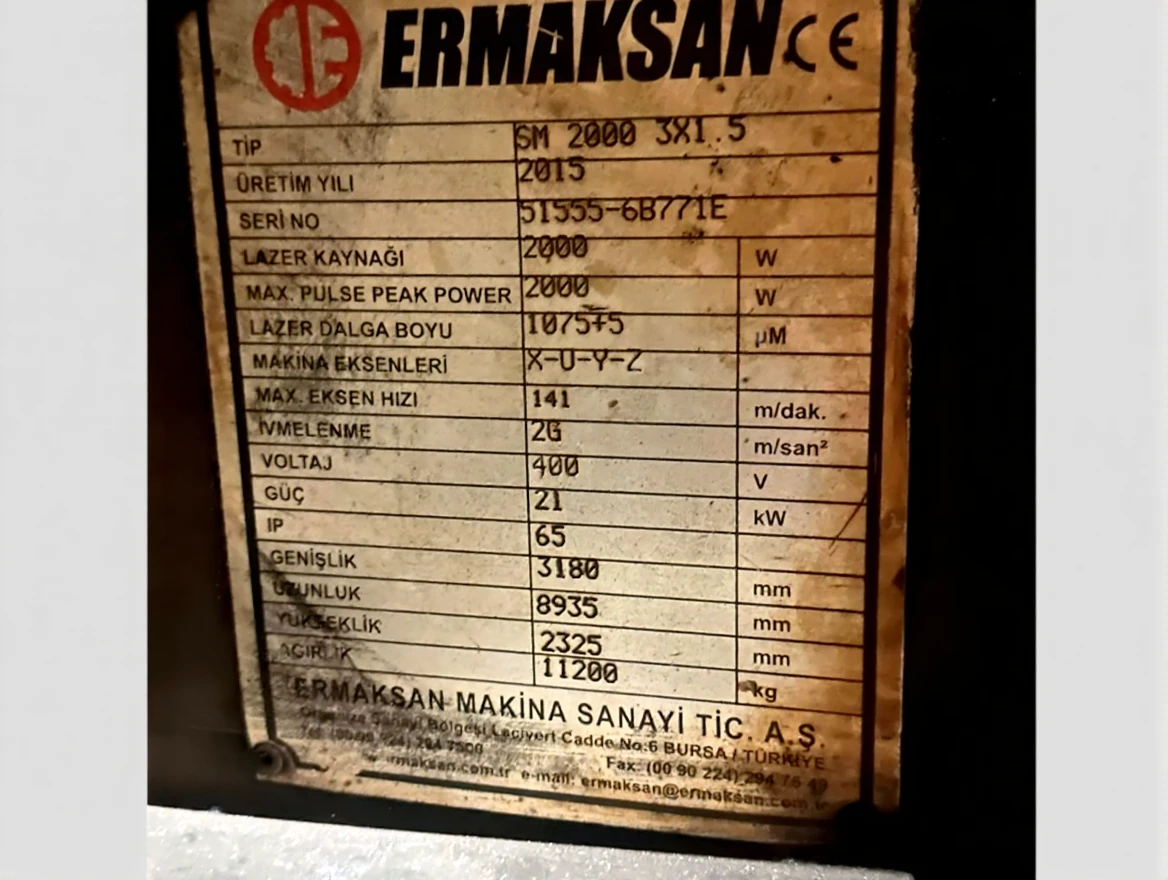 ERMAKSAN CE
TİP SM 2000 3X1.5
ÜRETİM YILI 2015
SERİ NO 51555-6B771E
LAZER KAYNAĞI 2000 W
MAX. PULSE PEAK POWER 2000 W
LAZER DALGA BOYU 1075+5 µM
MAKİNA EKSENLERİ X-U-Y-Z
MAX. EKSEN HIZI 141 m/dak.
İVMELENME 2G m/san²
VOLTAJ 400 V
GÜÇ 21 kW
IP 65
GENİŞLİK 3180 mm
UZUNLUK 8935 mm
YÜKSEKLİK 2325 mm
AĞIRLIK 11200 kg
ERMAKSAN MAKİNA SANAYİ TİC. A.Ş.
Organize Sanayi Bölgesi Lacivert Cadde No:6 BURSA / TÜRKİYE
Fax: (00 90 224) 294 75
e-mail: ermaksan@ermaksan.com.tr